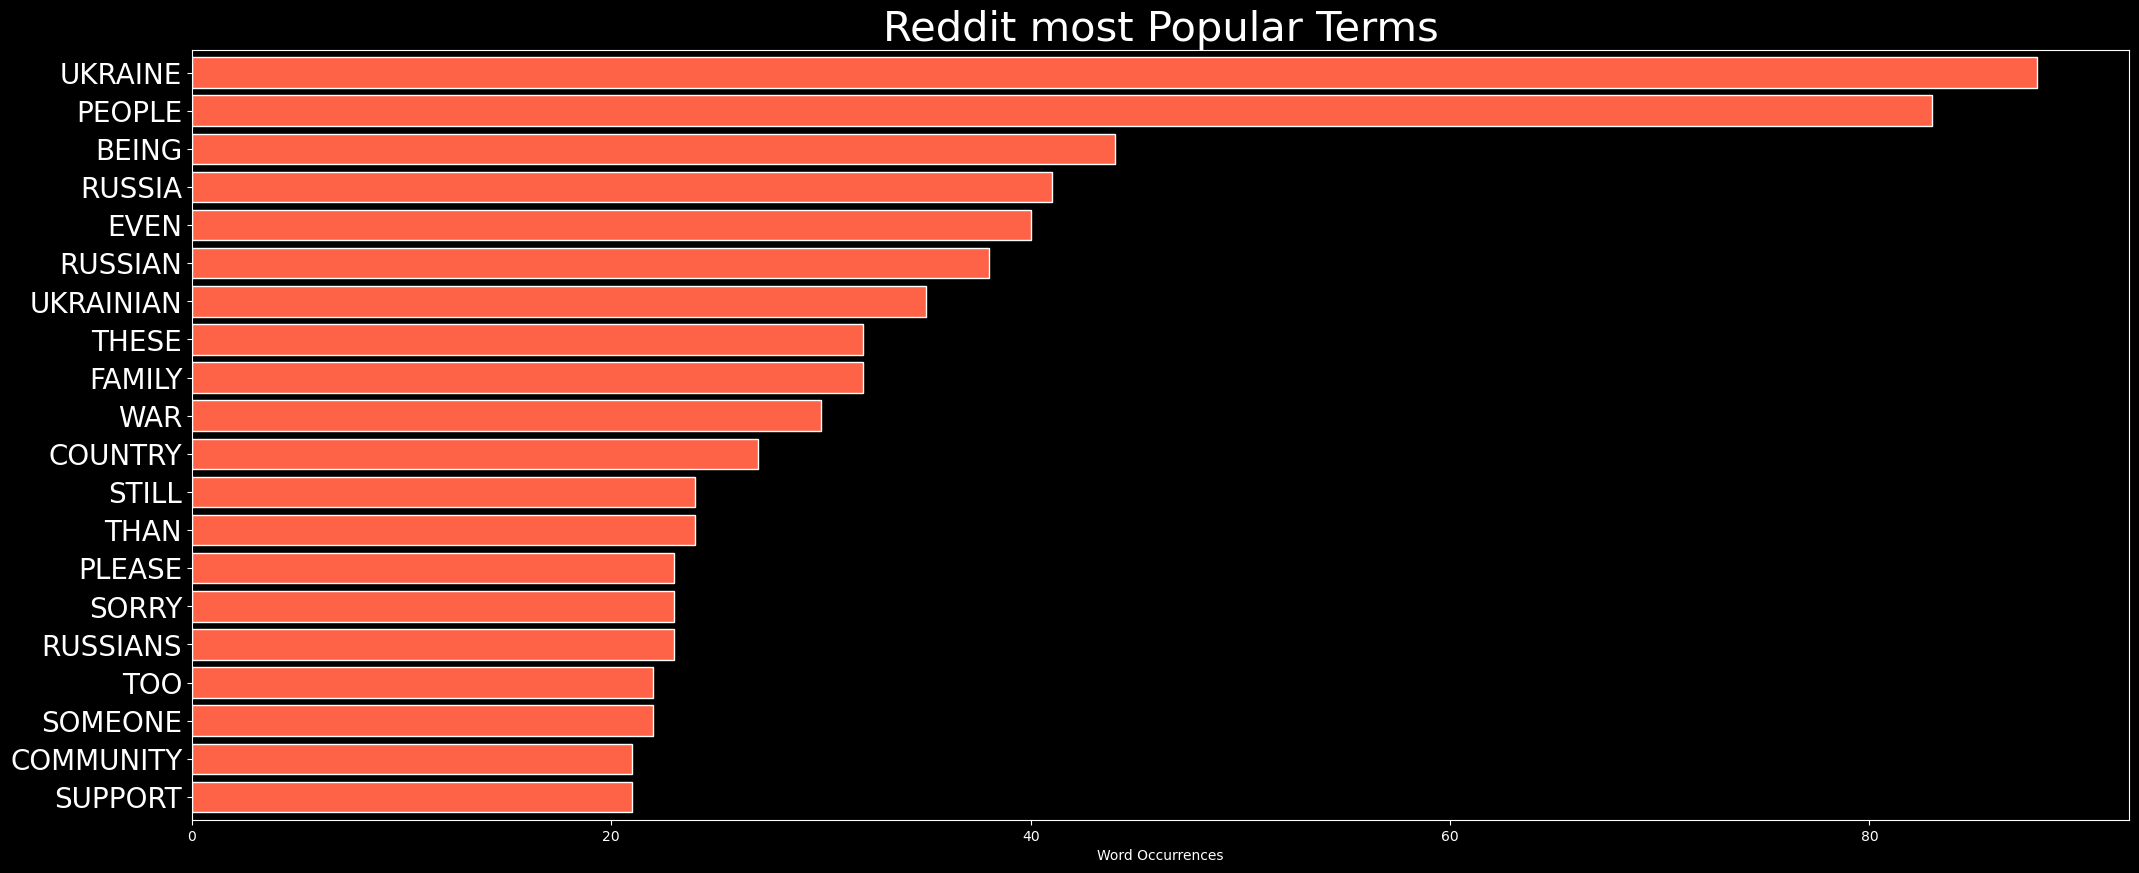 Reddit most Popular Terms
UKRAINE
PEOPLE
BEING
RUSSIA
EVEN
RUSSIAN
UKRAINIAN
THESE
FAMILY
WAR
COUNTRY
STILL
THAN
PLEASE
SORRY
RUSSIANS
TOO
SOMEONE
COMMUNITY
SUPPORT
0 20 40 60 80
Word Occurrences